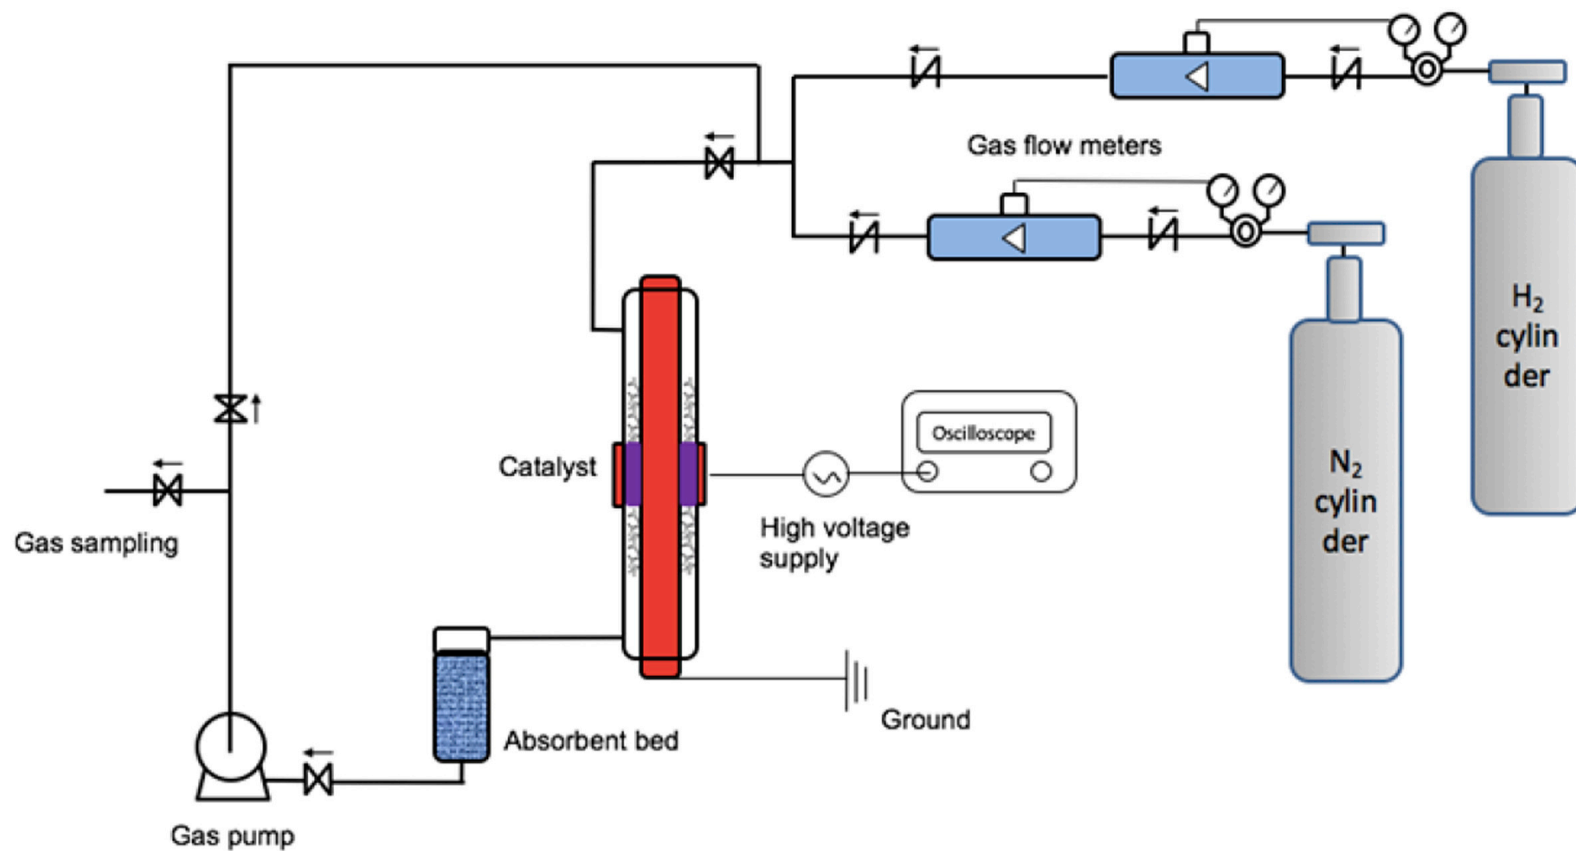 Gas flow meters
H₂
cylin
der
N₂
cylin
der
Oscilloscope
Catalyst
High voltage
supply
Gas sampling
Ground
Absorbent bed
Gas pump